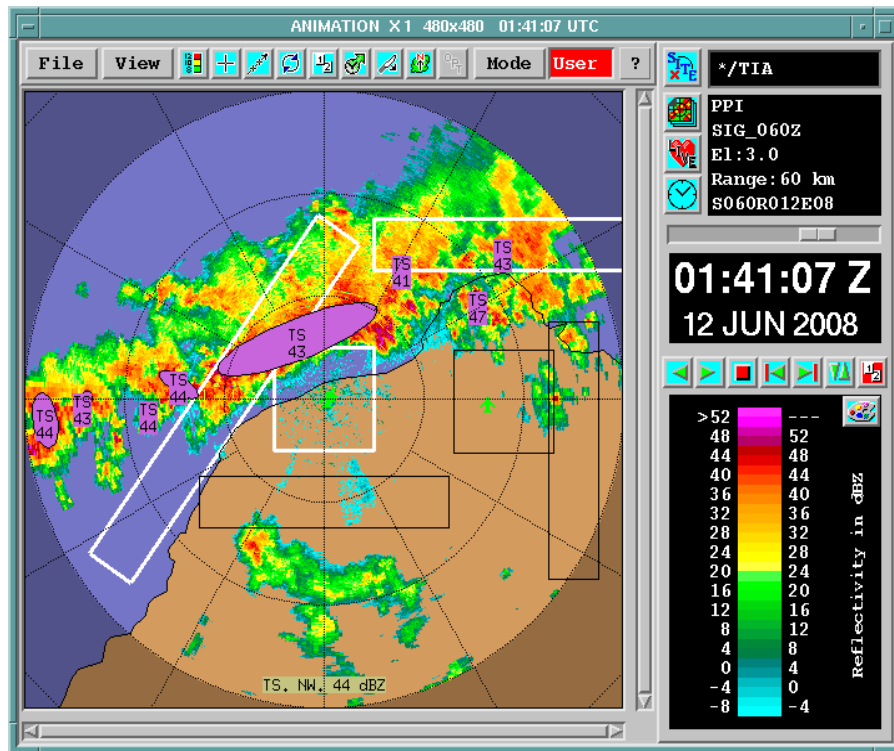 ANIMATION X1 480x480 01:41:07 UTC
File View Mode User ?
*/TIA
PPI
SIG_060Z
El:3.0
Range:60 km
S060R012E08
01:41:07 Z
12 JUN 2008
TS
43
TS
41
TS
47
TS
43
TS
44
TS
43
TS
44
TS
44
TS. NW. 44 dBZ
>52 ---
48 52
44 48
40 44
36 40
32 36
28 32
24 28
20 24
16 20
12 16
8 12
4 8
0 4
-4 0
-8 -4
Reflectivity in dBZ